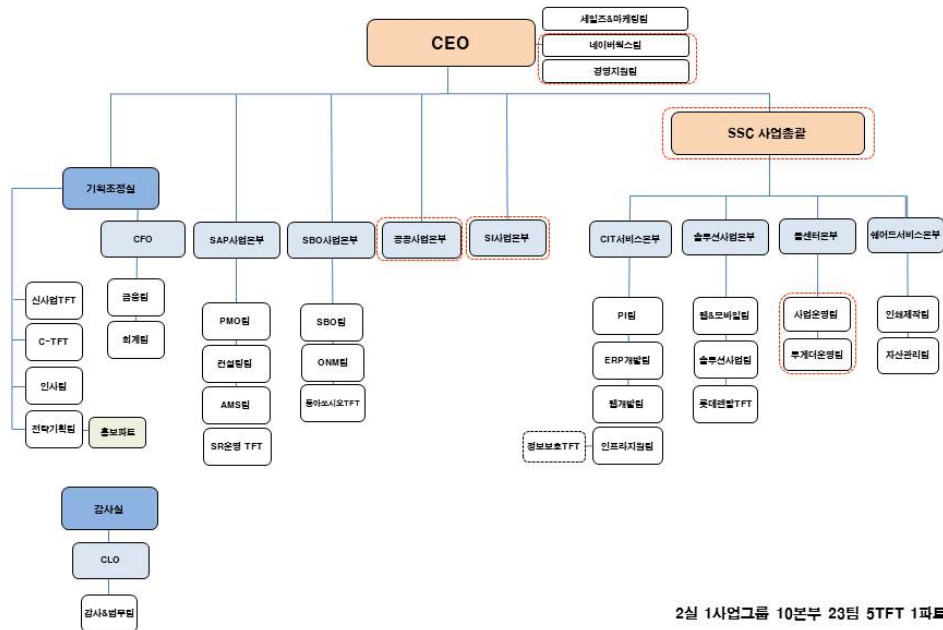 세일즈&마케팅팀
CEO
네이버웍스팀
경영지원팀
SSC 사업총괄
기획조정실
CFO
SAP사업본부
SBO사업본부
공공사업본부
SI사업본부
CIT서비스본부
솔루션사업본부
콜센터본부
쉐어드서비스본부
신사업TFT
금융팀
PMO팀
SBO팀
PI팀
웹&모바일팀
사업운영팀
인쇄제작팀
C-TFT
회계팀
컨설팅팀
ONM팀
ERP개발팀
솔루션사업팀
투게더운영팀
자산관리팀
인사팀
AMS팀
동아쏘시오TFT
웹개발팀
롯데렌탈TFT
전략기획팀
홍보파트
SR운영 TFT
정보보호TFT
인프라지원팀
감사실
CLO
감사&법무팀
2실 1사업그룹 10본부 23팀 5TFT 1파트